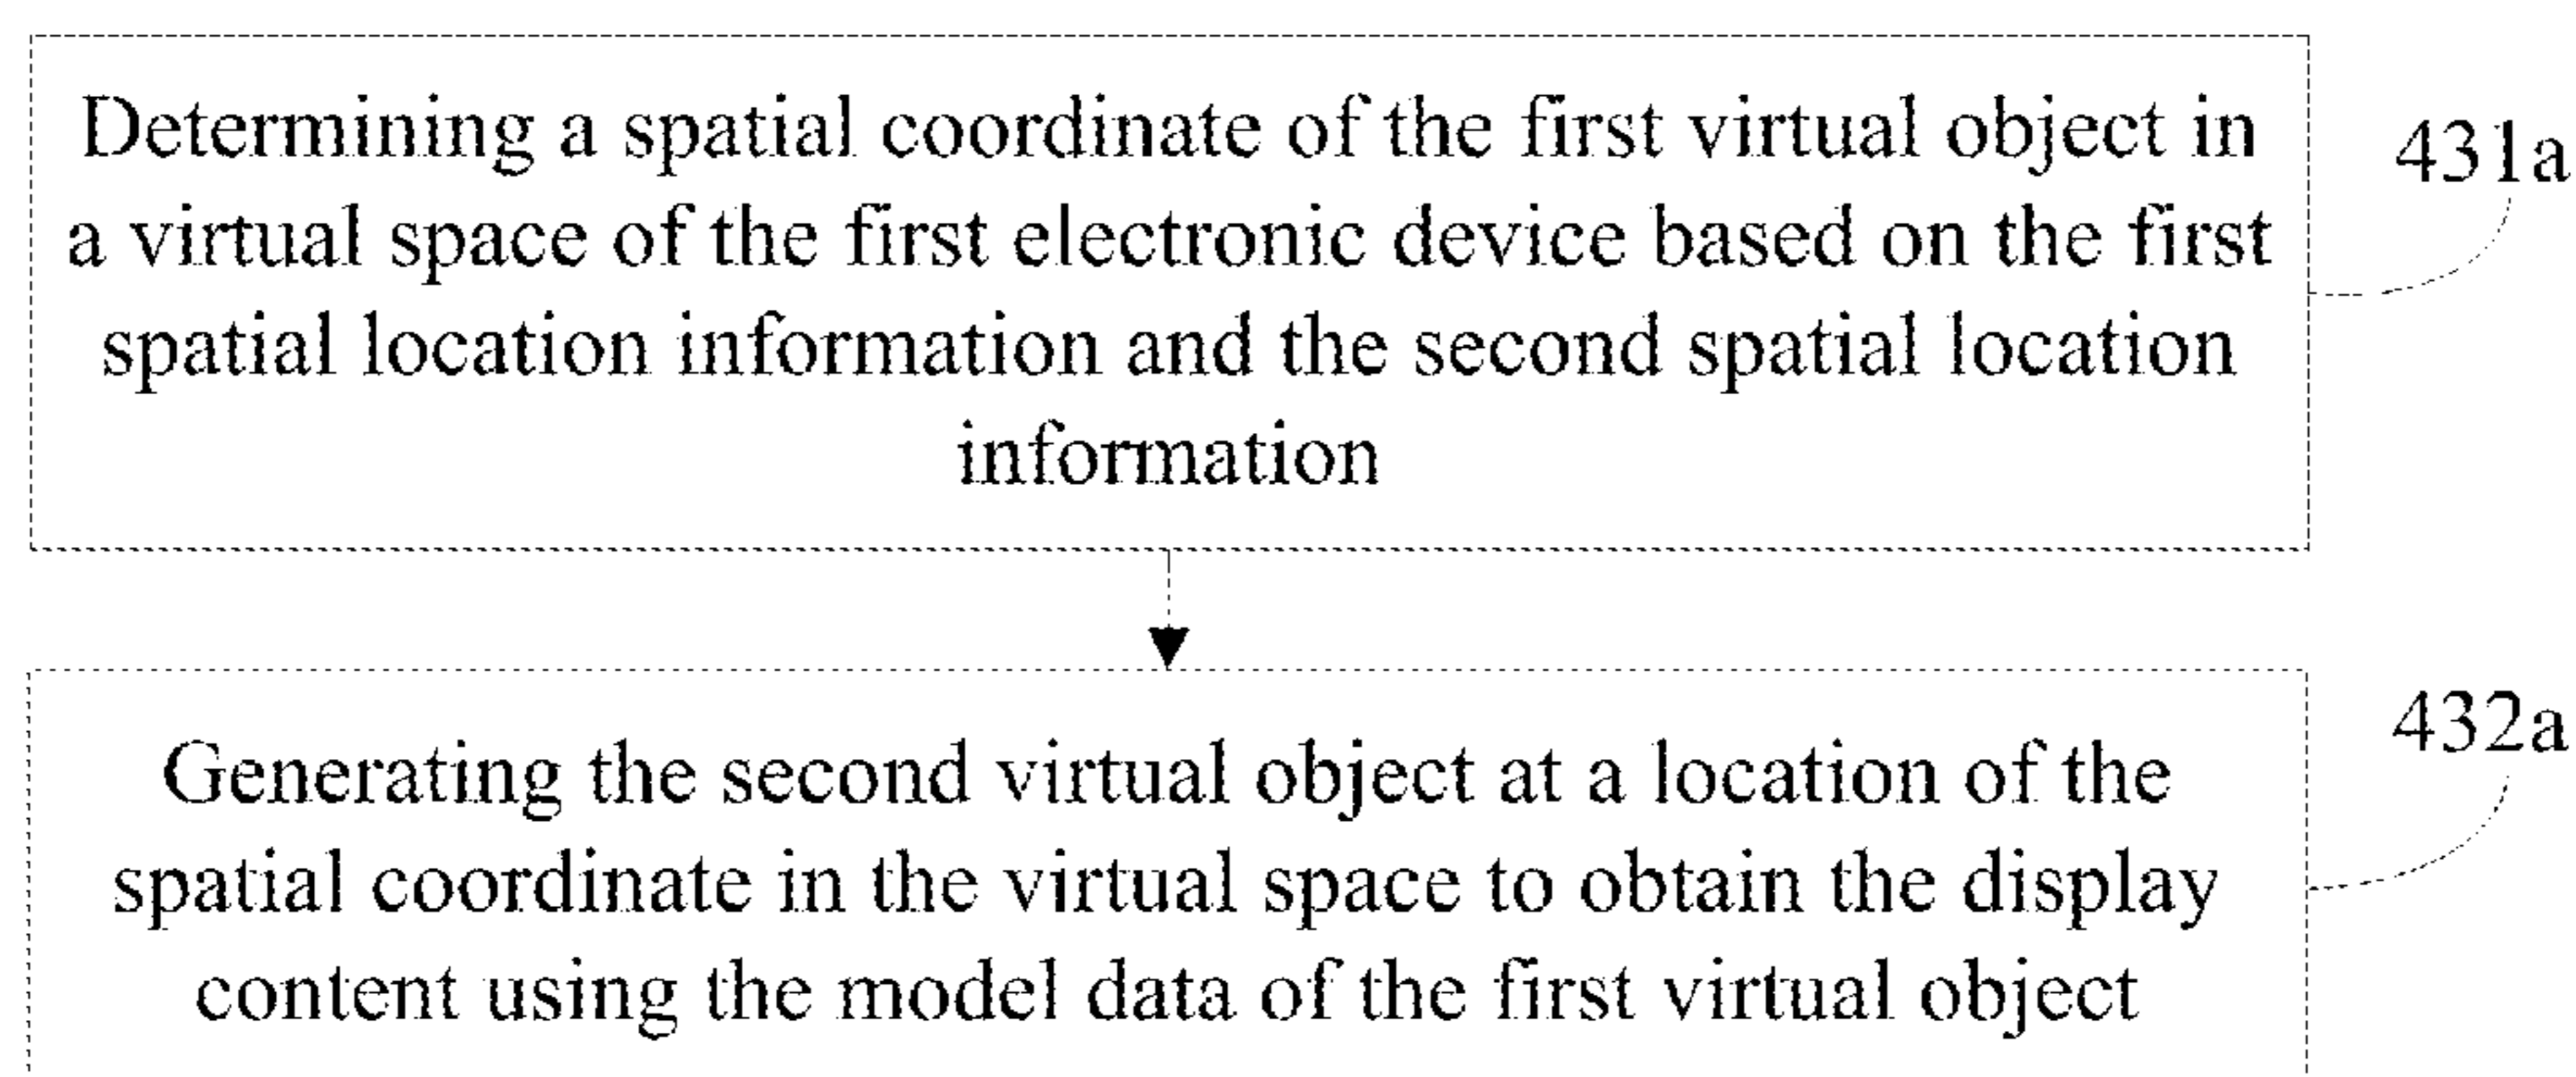 Determining a spatial coordinate of the first virtual object in
a virtual space of the first electronic device based on the first
spatial location information and the second spatial location
information
431a
Generating the second virtual object at a location of the
spatial coordinate in the virtual space to obtain the display
content using the model data of the first virtual object
432a